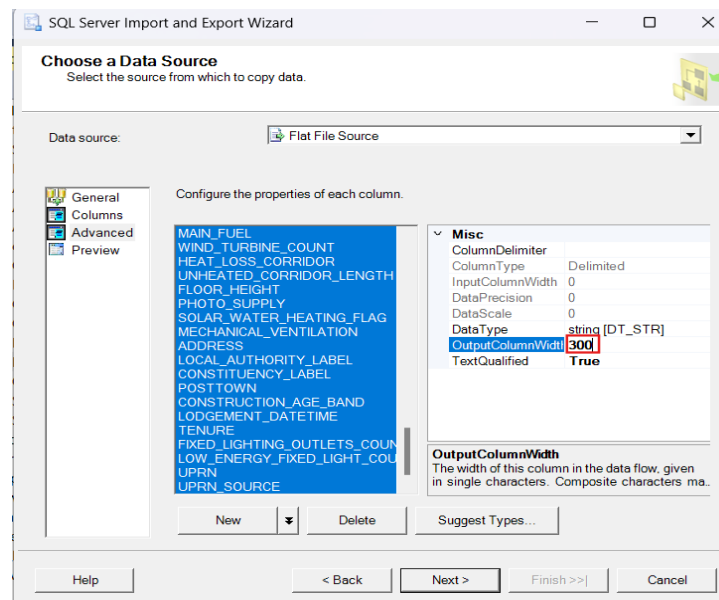 SQL Server Import and Export Wizard
Choose a Data Source
Select the source from which to copy data.
Data source:
Flat File Source
General
Columns
Advanced
Preview
Configure the properties of each column.
MAIN_FUEL
WIND_TURBINE_COUNT
HEAT_LOSS_CORRIDOR
UNHEATED_CORRIDOR_LENGTH
FLOOR_HEIGHT
PHOTO_SUPPLY
SOLAR_WATER_HEATING_FLAG
MECHANICAL_VENTILATION
ADDRESS
LOCAL_AUTHORITY_LABEL
CONSTITUENCY_LABEL
POSTTOWN
CONSTRUCTION_AGE_BAND
LODGEMENT_DATETIME
TENURE
FIXED_LIGHTING_OUTLETS_COUN
LOW_ENERGY_FIXED_LIGHT_COU
UPRN
UPRN_SOURCE
Misc
ColumnDelimiter
ColumnType Delimited
InputColumnWidth 0
DataPrecision 0
DataScale 0
DataType string [DT_STR]
OutputColumnWidt 300
TextQualified True
OutputColumnWidth
The width of this column in the data flow, given
in single characters. Composite characters ma..
New
Delete
Suggest Types...
Help
< Back
Next >
Finish >>|
Cancel